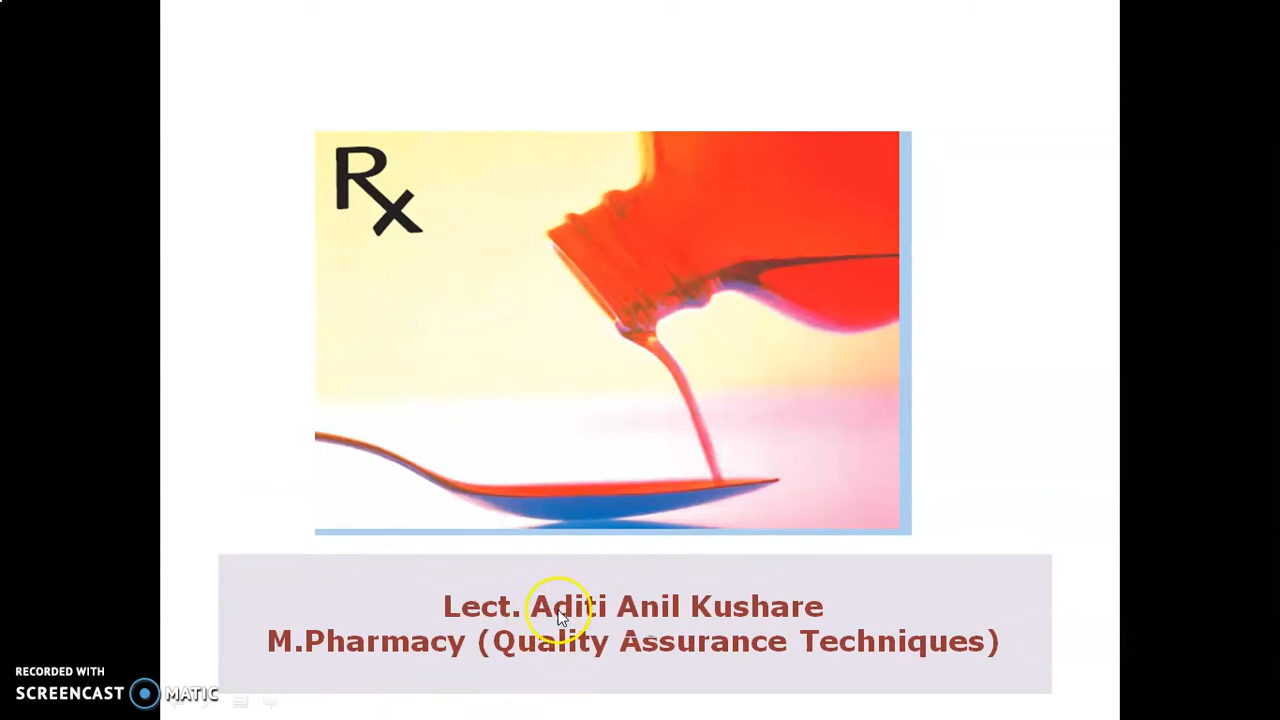 Rx
Lect. Aditi Anil Kushare
M.Pharmacy (Quality Assurance Techniques)
RECORDED WITH
SCREENCAST MATIC